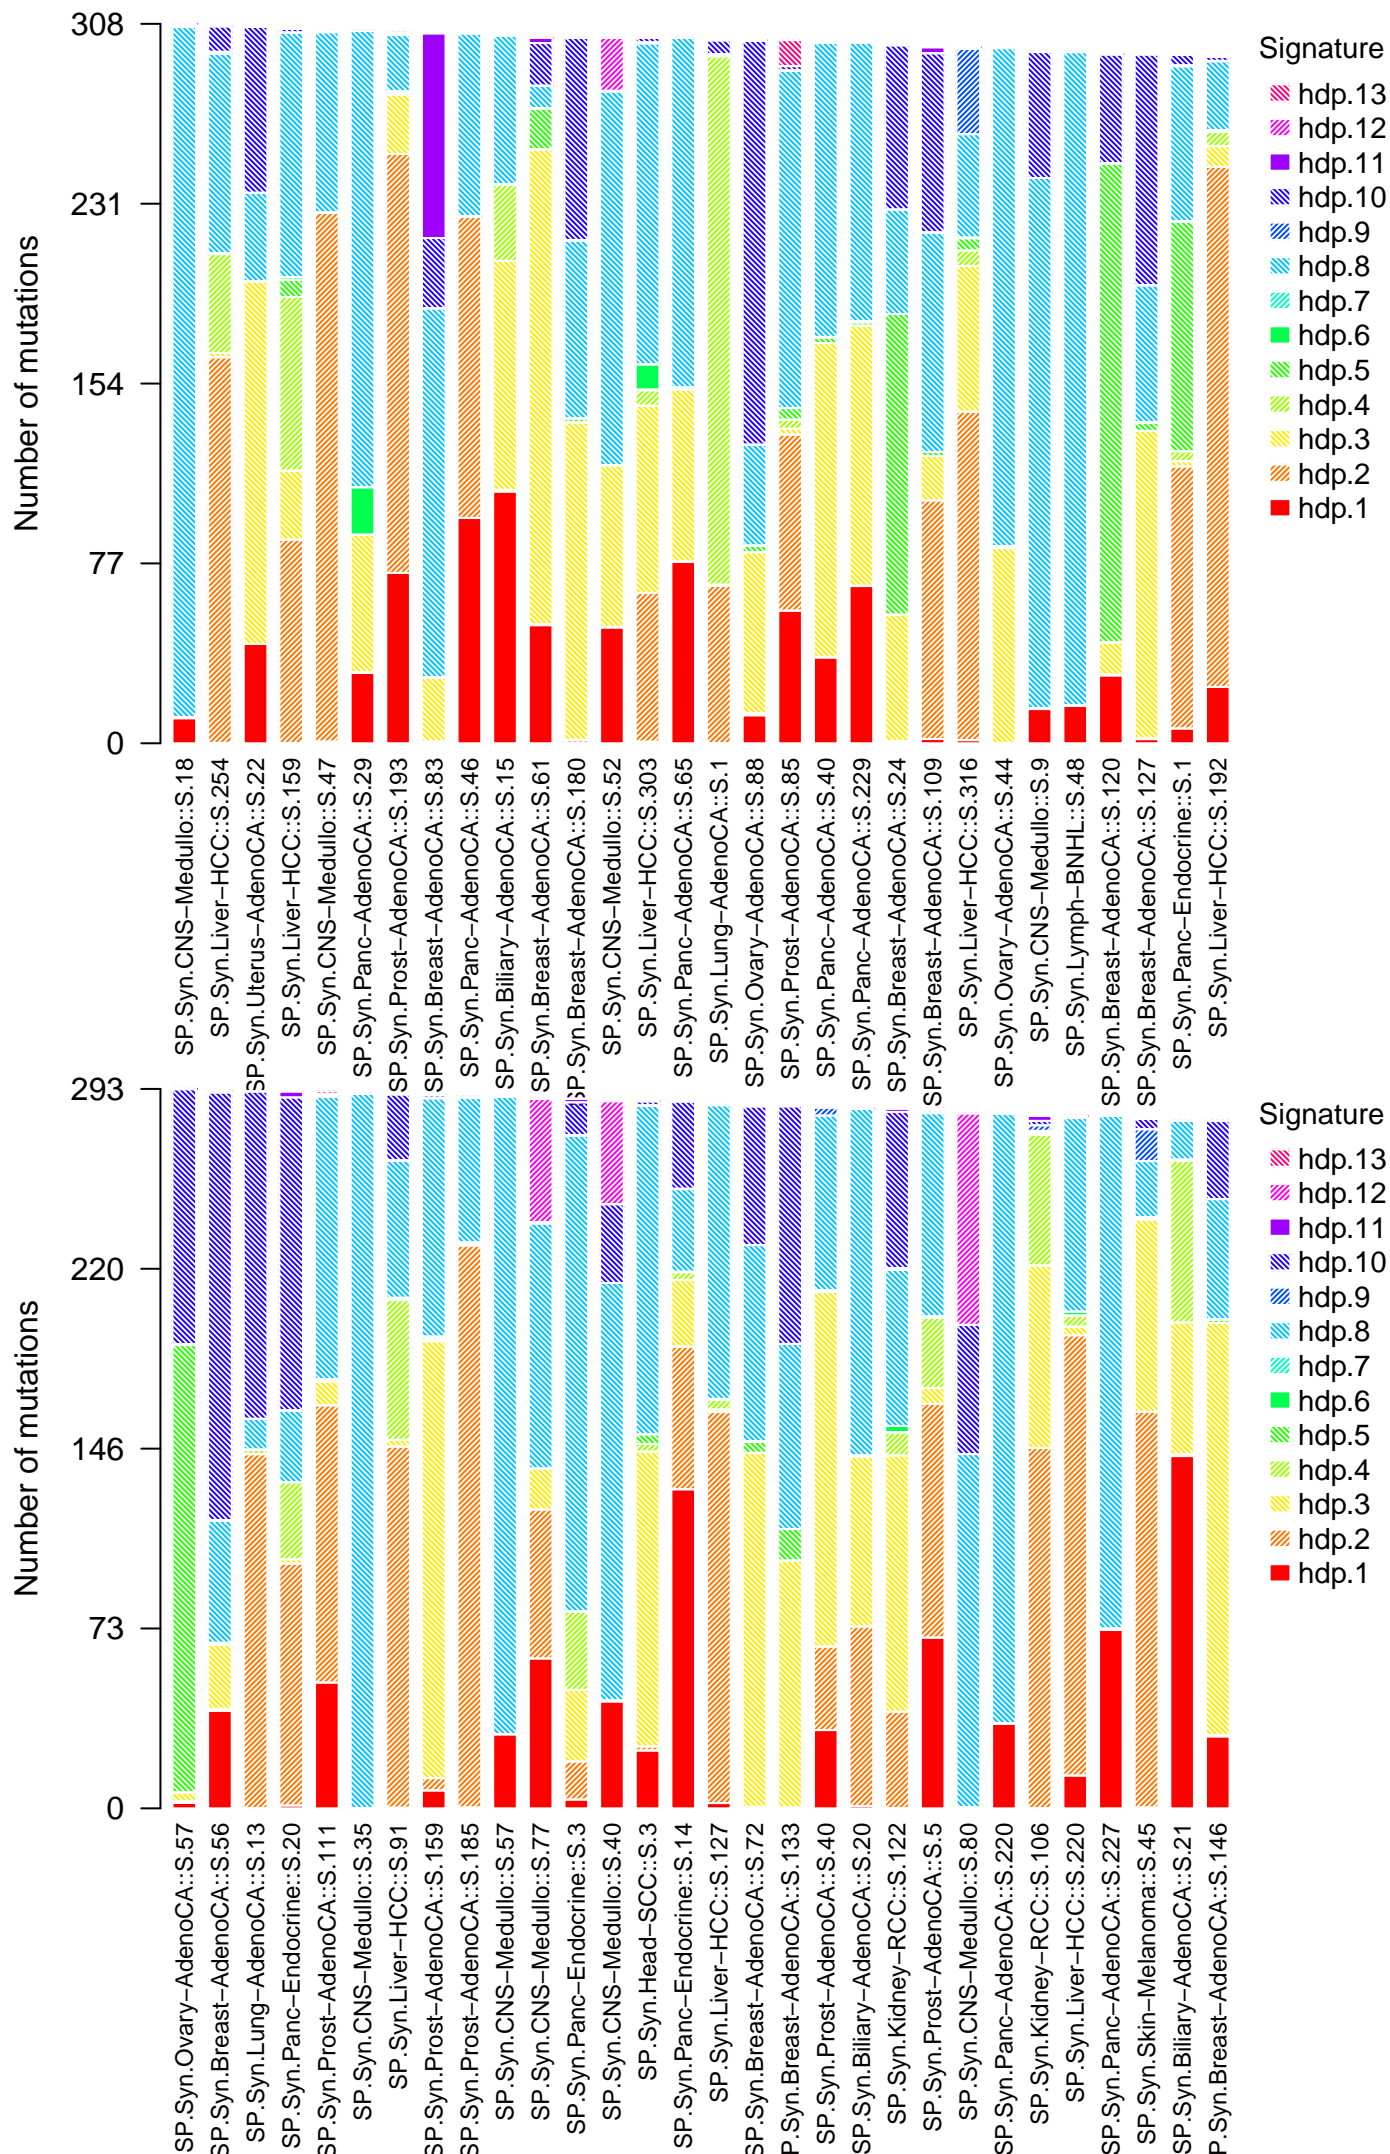 Number of mutations
308
231
154
77
0
Signature
hdp.13
hdp.12
hdp.11
hdp.10
hdp.9
hdp.8
hdp.7
hdp.6
hdp.5
hdp.4
hdp.3
hdp.2
hdp.1
SP.Syn.CNS−Medullo::S.18
SP.Syn.Liver−HCC::S.254
SP.Syn.Uterus−AdenoCA::S.22
SP.Syn.Liver−HCC::S.159
SP.Syn.CNS−Medullo::S.47
SP.Syn.Panc−AdenoCA::S.29
SP.Syn.Prost−AdenoCA::S.193
SP.Syn.Breast−AdenoCA::S.83
SP.Syn.Panc−AdenoCA::S.46
SP.Syn.Biliary−AdenoCA::S.15
SP.Syn.Breast−AdenoCA::S.61
SP.Syn.Breast−AdenoCA::S.180
SP.Syn.CNS−Medullo::S.52
SP.Syn.Liver−HCC::S.303
SP.Syn.Panc−AdenoCA::S.65
SP.Syn.Lung−AdenoCA::S.1
SP.Syn.Ovary−AdenoCA::S.88
SP.Syn.Prost−AdenoCA::S.85
SP.Syn.Panc−AdenoCA::S.40
SP.Syn.Panc−AdenoCA::S.229
SP.Syn.Breast−AdenoCA::S.24
SP.Syn.Breast−AdenoCA::S.109
SP.Syn.Liver−HCC::S.316
SP.Syn.Ovary−AdenoCA::S.44
SP.Syn.CNS−Medullo::S.9
SP.Syn.Lymph−BNHL::S.48
SP.Syn.Breast−AdenoCA::S.120
SP.Syn.Breast−AdenoCA::S.127
SP.Syn.Panc−Endocrine::S.1
SP.Syn.Liver−HCC::S.192
Number of mutations
293
220
146
73
0
Signature
hdp.13
hdp.12
hdp.11
hdp.10
hdp.9
hdp.8
hdp.7
hdp.6
hdp.5
hdp.4
hdp.3
hdp.2
hdp.1
SP.Syn.Ovary−AdenoCA::S.57
SP.Syn.Breast−AdenoCA::S.56
SP.Syn.Lung−AdenoCA::S.13
SP.Syn.Panc−Endocrine::S.20
SP.Syn.Prost−AdenoCA::S.111
SP.Syn.CNS−Medullo::S.35
SP.Syn.Liver−HCC::S.91
SP.Syn.Prost−AdenoCA::S.159
SP.Syn.Prost−AdenoCA::S.185
SP.Syn.CNS−Medullo::S.57
SP.Syn.CNS−Medullo::S.77
SP.Syn.Panc−Endocrine::S.3
SP.Syn.CNS−Medullo::S.40
SP.Syn.Head−SCC::S.3
SP.Syn.Panc−Endocrine::S.14
SP.Syn.Liver−HCC::S.127
SP.Syn.Breast−AdenoCA::S.72
P.Syn.Breast−AdenoCA::S.133
SP.Syn.Prost−AdenoCA::S.40
SP.Syn.Biliary−AdenoCA::S.20
SP.Syn.Kidney−RCC::S.122
SP.Syn.Prost−AdenoCA::S.5
SP.Syn.CNS−Medullo::S.80
SP.Syn.Panc−AdenoCA::S.220
SP.Syn.Kidney−RCC::S.106
SP.Syn.Liver−HCC::S.220
SP.Syn.Panc−AdenoCA::S.227
SP.Syn.Skin−Melanoma::S.45
SP.Syn.Biliary−AdenoCA::S.21
P.Syn.Breast−AdenoCA::S.146